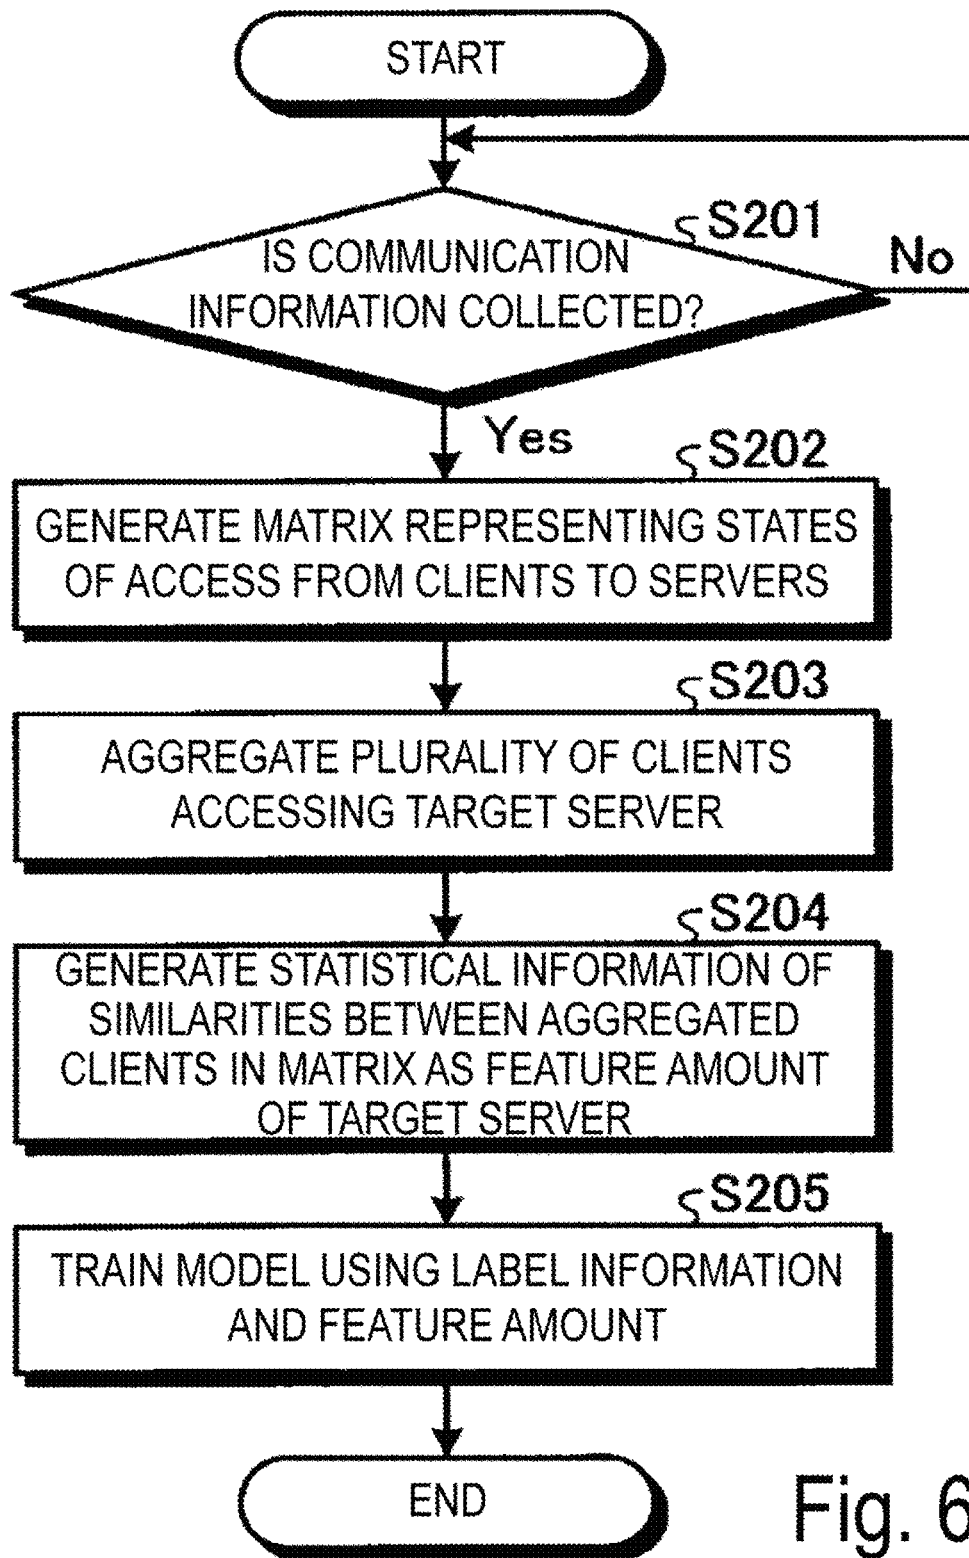 START
S201
IS COMMUNICATION
INFORMATION COLLECTED?
No
Yes
S202
GENERATE MATRIX REPRESENTING STATES
OF ACCESS FROM CLIENTS TO SERVERS
S203
AGGREGATE PLURALITY OF CLIENTS
ACCESSING TARGET SERVER
S204
GENERATE STATISTICAL INFORMATION OF
SIMILARITIES BETWEEN AGGREGATED
CLIENTS IN MATRIX AS FEATURE AMOUNT
OF TARGET SERVER
S205
TRAIN MODEL USING LABEL INFORMATION
AND FEATURE AMOUNT
END
Fig. 6